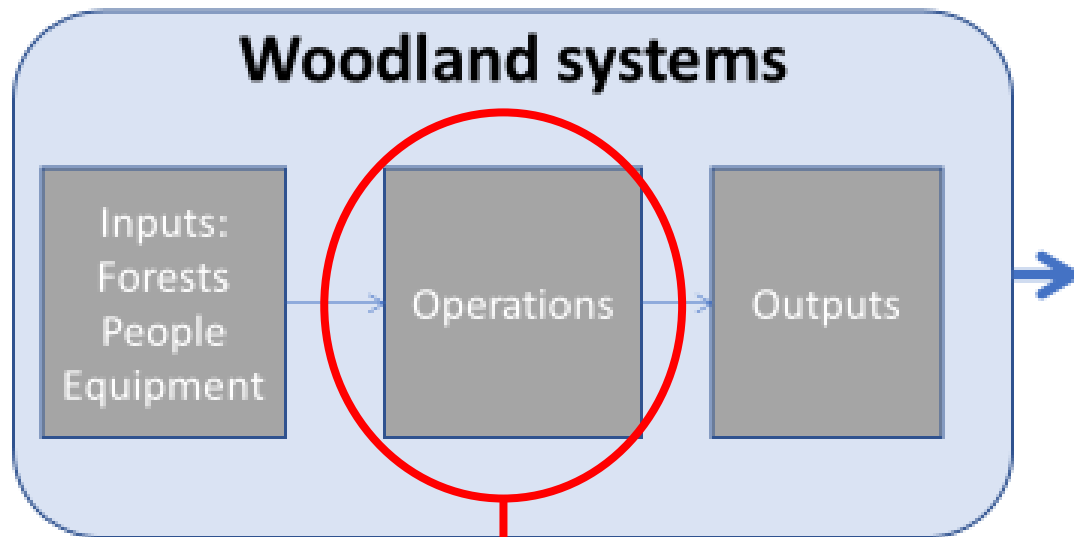 Woodland systems
Inputs:
Forests
People
Equipment
Operations
Outputs